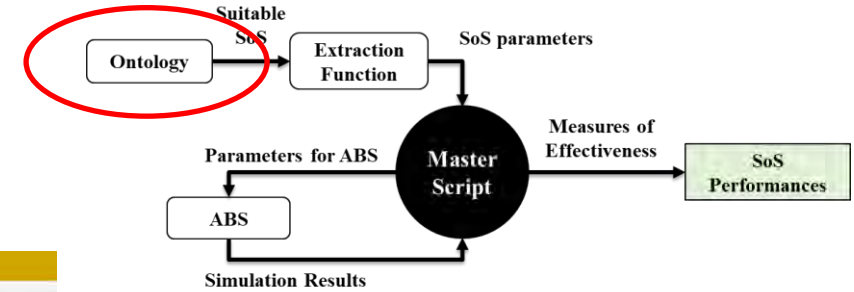 Suitable
SoS
Ontology
Extraction
Function
SoS parameters
Parameters for ABS
Master
Script
Measures of
Effectiveness
SoS
Performances
ABS
Simulation Results